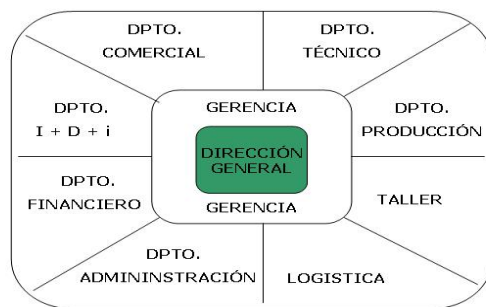 DPTO.
COMERCIAL
DPTO.
TÉCNICO
DPTO.
I + D + i
GERENCIA
DPTO.
PRODUCCIÓN
DIRECCIÓN
GENERAL
DPTO.
FINANCIERO
GERENCIA
TALLER
DPTO.
ADMININSTRACIÓN
LOGISTICA